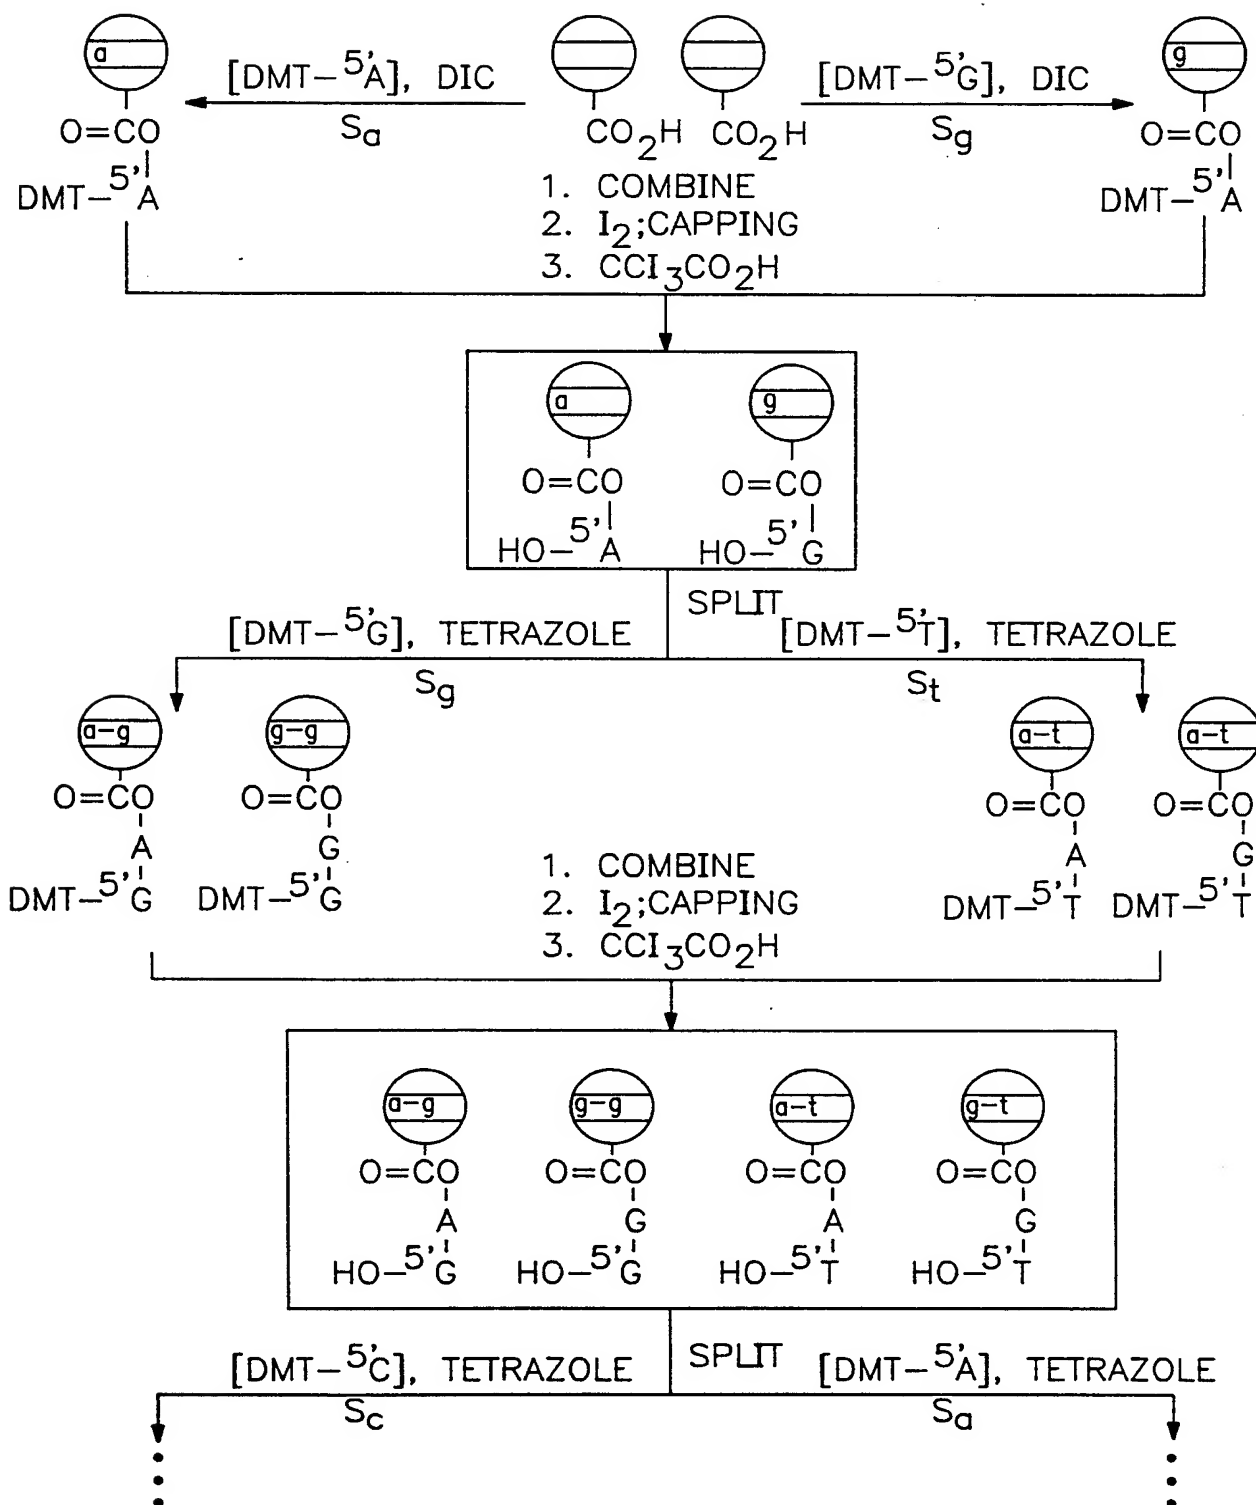 a
g
[DMT-5'A], DIC
Sa
[DMT-5'G], DIC
Sg
CO2H
CO2H
O=CO
5'
DMT-A
O=CO
5'
DMT-A
1. COMBINE
2. I2;CAPPING
3. CCI3CO2H
a
g
O=CO
O=CO
HO-5'A
HO-5'G
SPLIT
[DMT-5'G], TETRAZOLE
Sg
[DMT-5'T], TETRAZOLE
St
a-g
g-g
a-t
a-t
O=CO
O=CO
O=CO
O=CO
A
G
A
G
DMT-5'G
DMT-5'G
DMT-5'T
DMT-5'T
1. COMBINE
2. I2;CAPPING
3. CCI3CO2H
a-g
g-g
a-t
g-t
O=CO
O=CO
O=CO
O=CO
A
G
A
G
HO-5'G
HO-5'G
HO-5'T
HO-5'T
SPLIT
[DMT-5'C], TETRAZOLE
Sc
[DMT-5'A], TETRAZOLE
Sa